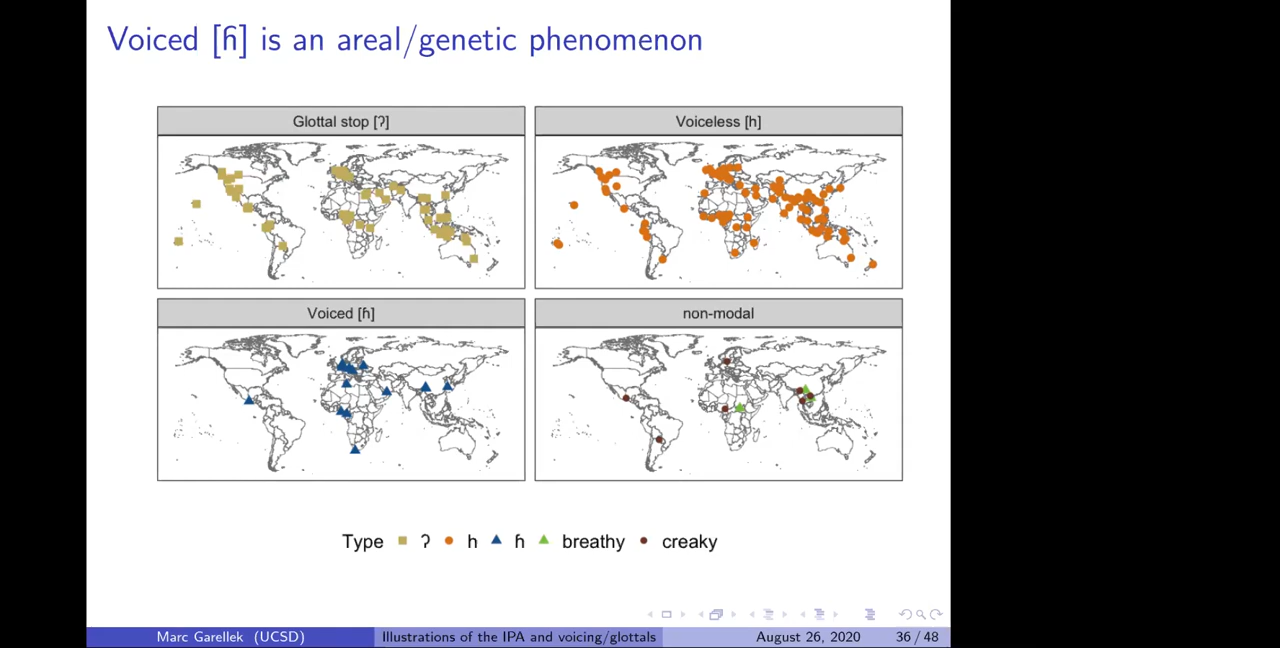 Voiced [ɦ] is an areal/genetic phenomenon
Glottal stop [ʔ]
Voiceless [h]
Voiced [ɦ]
non-modal
Type ʔ h ɦ breathy creaky
Marc Garellek (UCSD) Illustrations of the IPA and voicing/glottals August 26, 2020 36 / 48